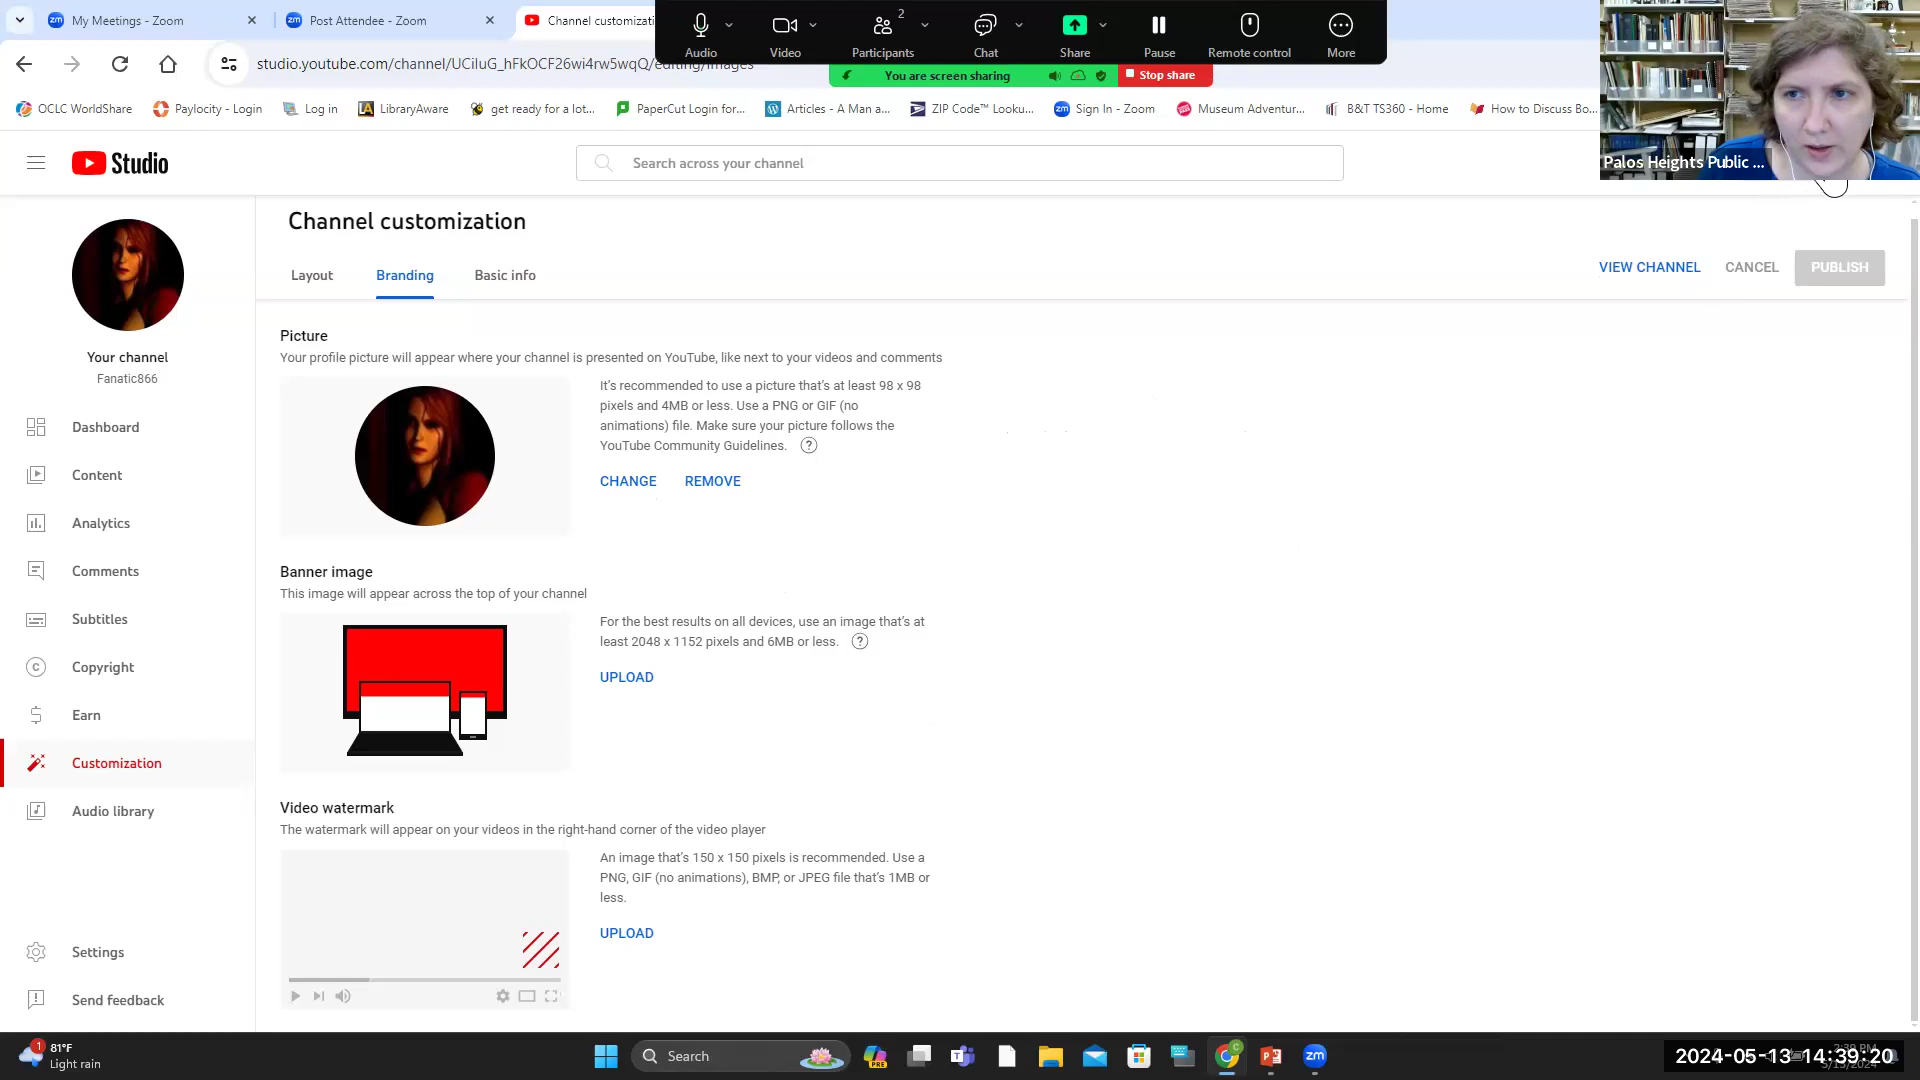 My Meetings - Zoom
Post Attendee - Zoom
Channel customizati
Audio
Video
2
Participants
Chat
Share
Pause
Remote control
More
studio.youtube.com/channel/UCiluG_hFkOCF26wi4rw5wqQ/editing/images
You are screen sharing
Stop share
OCLC WorldShare
Paylocity - Login
Log in
LibraryAware
get ready for a lot...
PaperCut Login for...
Articles - A Man a...
ZIP Code™ Looku...
Sign In - Zoom
Museum Adventur...
B&T TS360 - Home
How to Discuss Bo...
Palos Heights Public ...
Studio
Search across your channel
Channel customization
Layout
Branding
Basic info
VIEW CHANNEL
CANCEL
PUBLISH
Your channel
Fanatic866
Dashboard
Content
Analytics
Comments
Subtitles
Copyright
Earn
Customization
Audio library
Settings
Send feedback
Picture
Your profile picture will appear where your channel is presented on YouTube, like next to your videos and comments
It's recommended to use a picture that's at least 98 x 98
pixels and 4MB or less. Use a PNG or GIF (no
animations) file. Make sure your picture follows the
YouTube Community Guidelines.
CHANGE
REMOVE
Banner image
This image will appear across the top of your channel
For the best results on all devices, use an image that's at
least 2048 x 1152 pixels and 6MB or less.
UPLOAD
Video watermark
The watermark will appear on your videos in the right-hand corner of the video player
An image that's 150 x 150 pixels is recommended. Use a
PNG, GIF (no animations), BMP, or JPEG file that's 1MB or
less.
UPLOAD
1
81°F
Light rain
Search
PRE
zm
2024-05-13 14:39:20